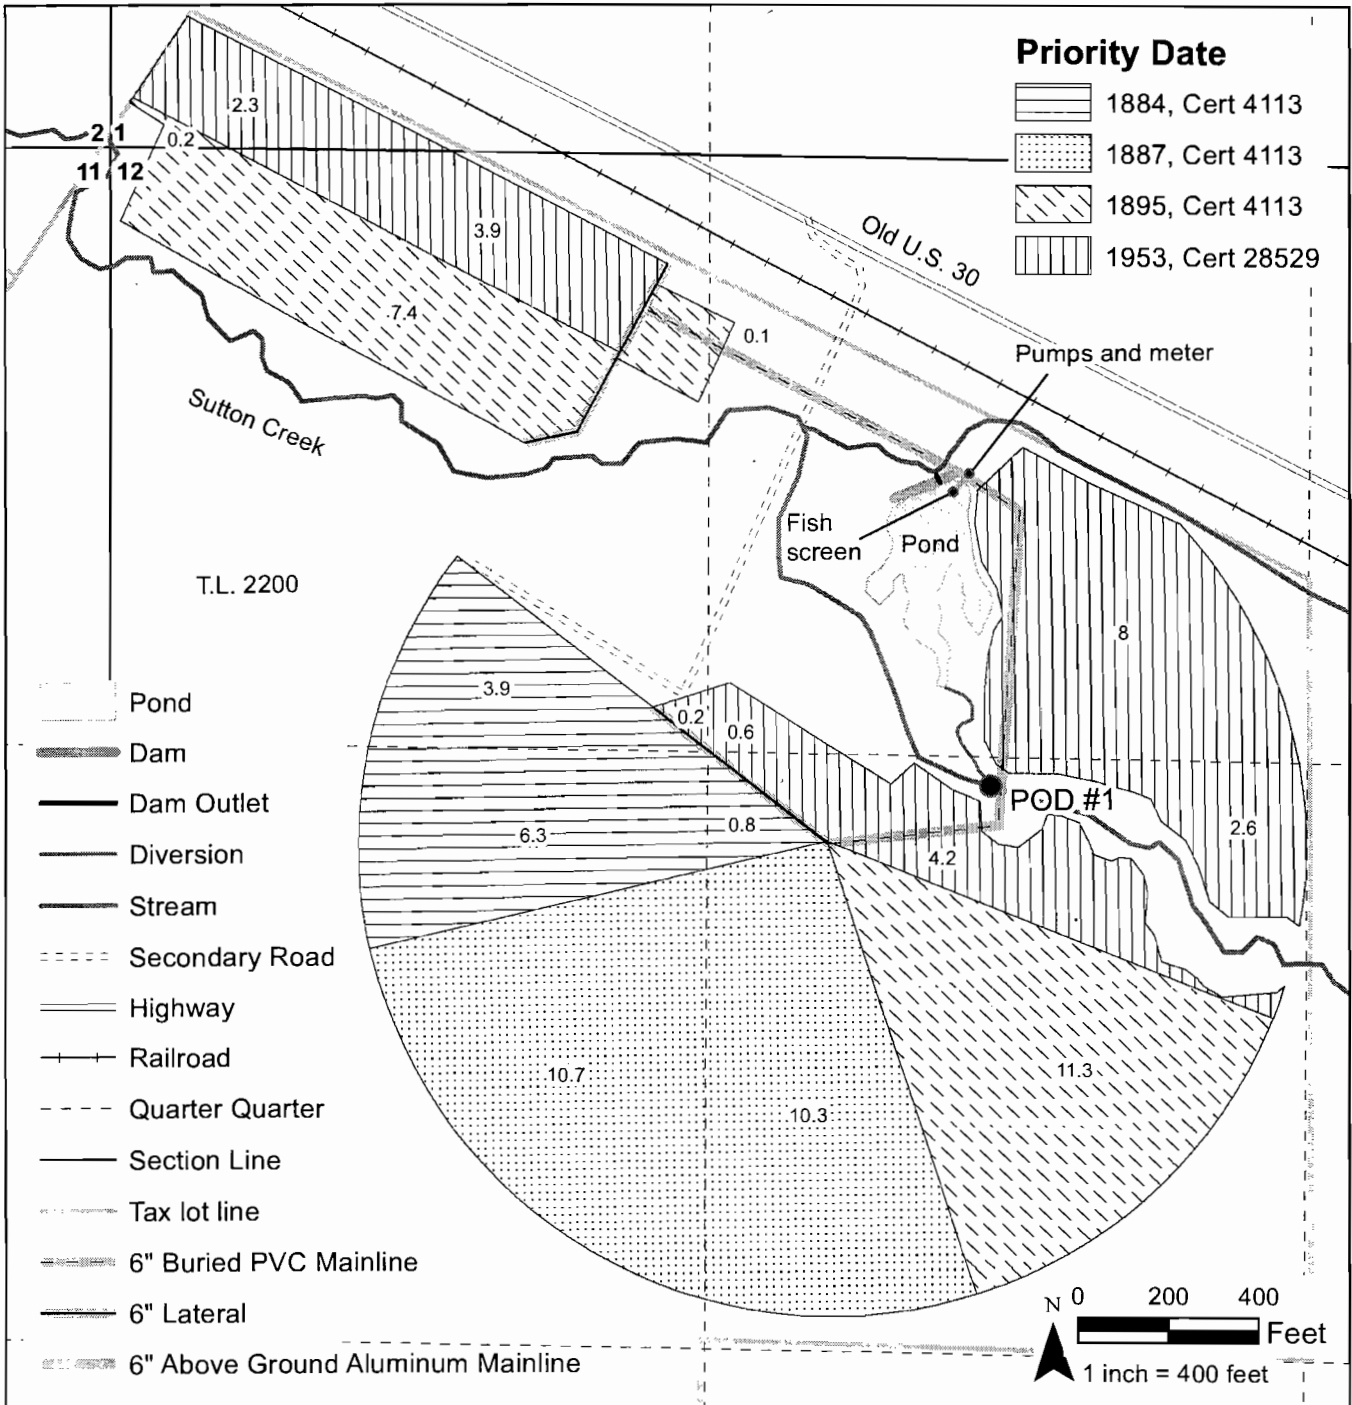 Priority Date
1884, Cert 4113
1887, Cert 4113
1895, Cert 4113
1953, Cert 28529
2.3
2 1
0.2
11 12
3.9
Old U.S. 30
7.4
0.1
Pumps and meter
Sutton Creek
Fish
screen
Pond
T.L. 2200
8
3.9
0.2
0.6
POD #1
6.3
0.8
4.2
2.6
10.7
10.3
11.3
Pond
Dam
Dam Outlet
Diversion
Stream
Secondary Road
Highway
Railroad
Quarter Quarter
Section Line
Tax lot line
6" Buried PVC Mainline
6" Lateral
6" Above Ground Aluminum Mainline
N
0 200 400
Feet
1 inch = 400 feet